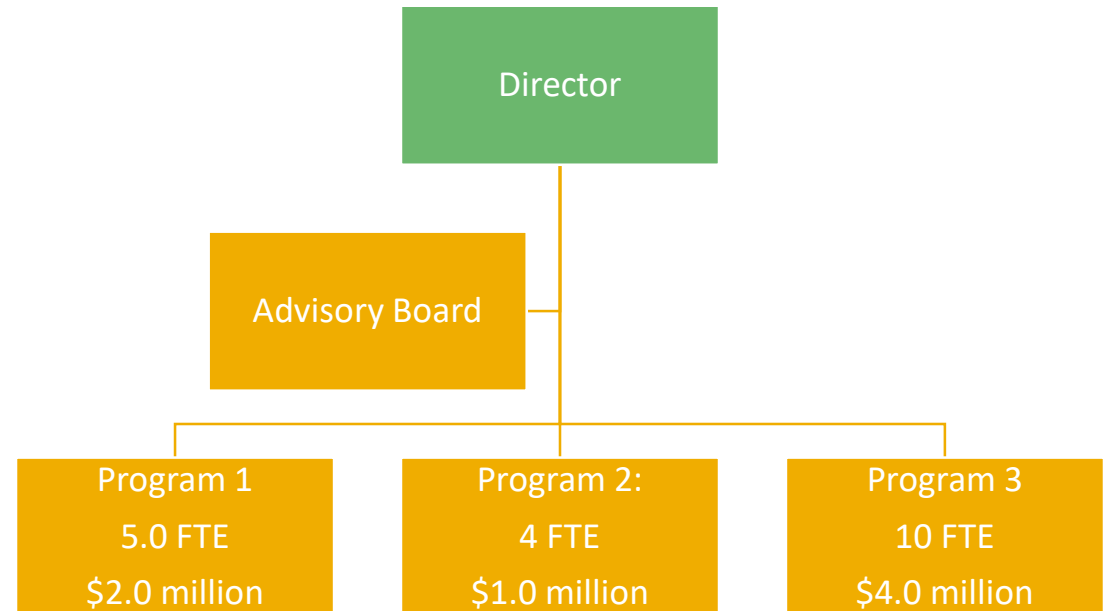 Director
Advisory Board
Program 1
5.0 FTE
$2.0 million
Program 2:
4 FTE
$1.0 million
Program 3
10 FTE
$4.0 million